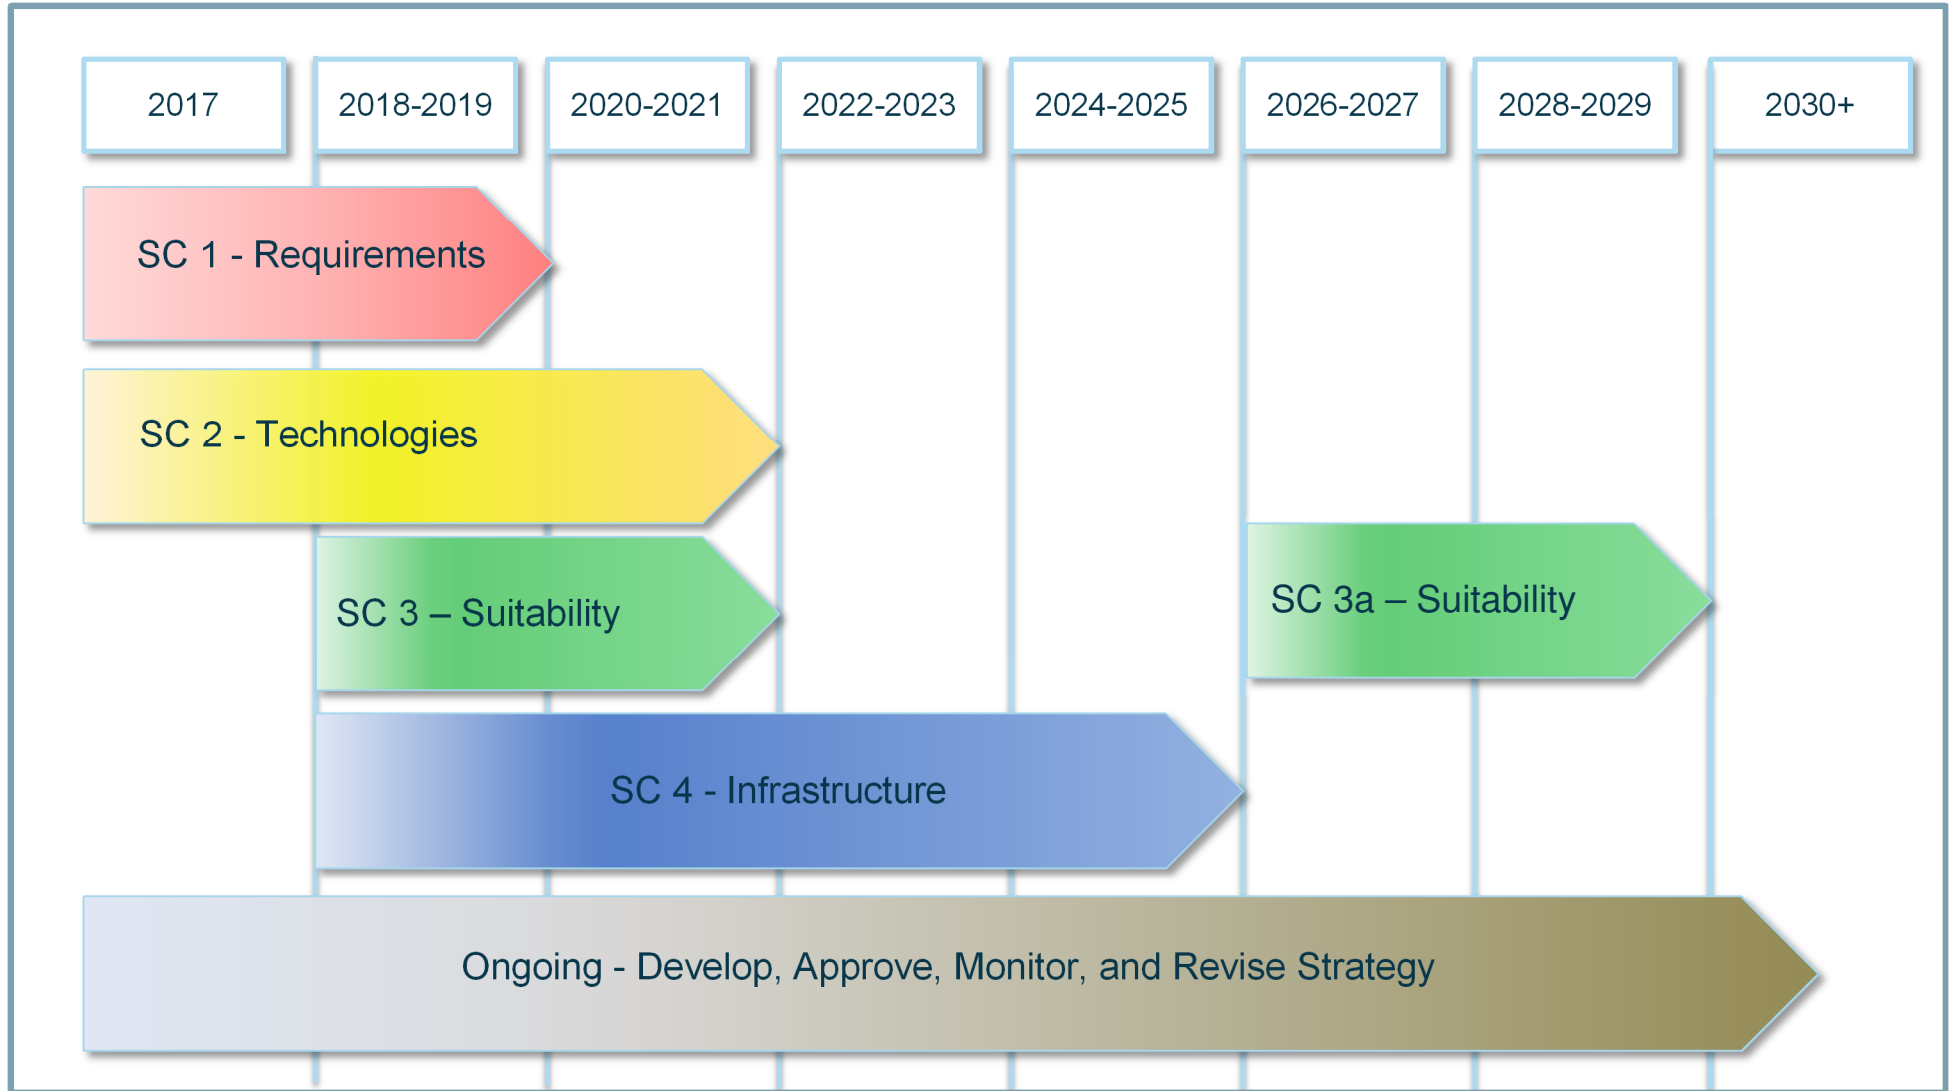 2017
2018-2019
2020-2021
2022-2023
2024-2025
2026-2027
2028-2029
2030+
SC 1 - Requirements
SC 2 - Technologies
SC 3 – Suitability
SC 3a – Suitability
SC 4 - Infrastructure
Ongoing - Develop, Approve, Monitor, and Revise Strategy